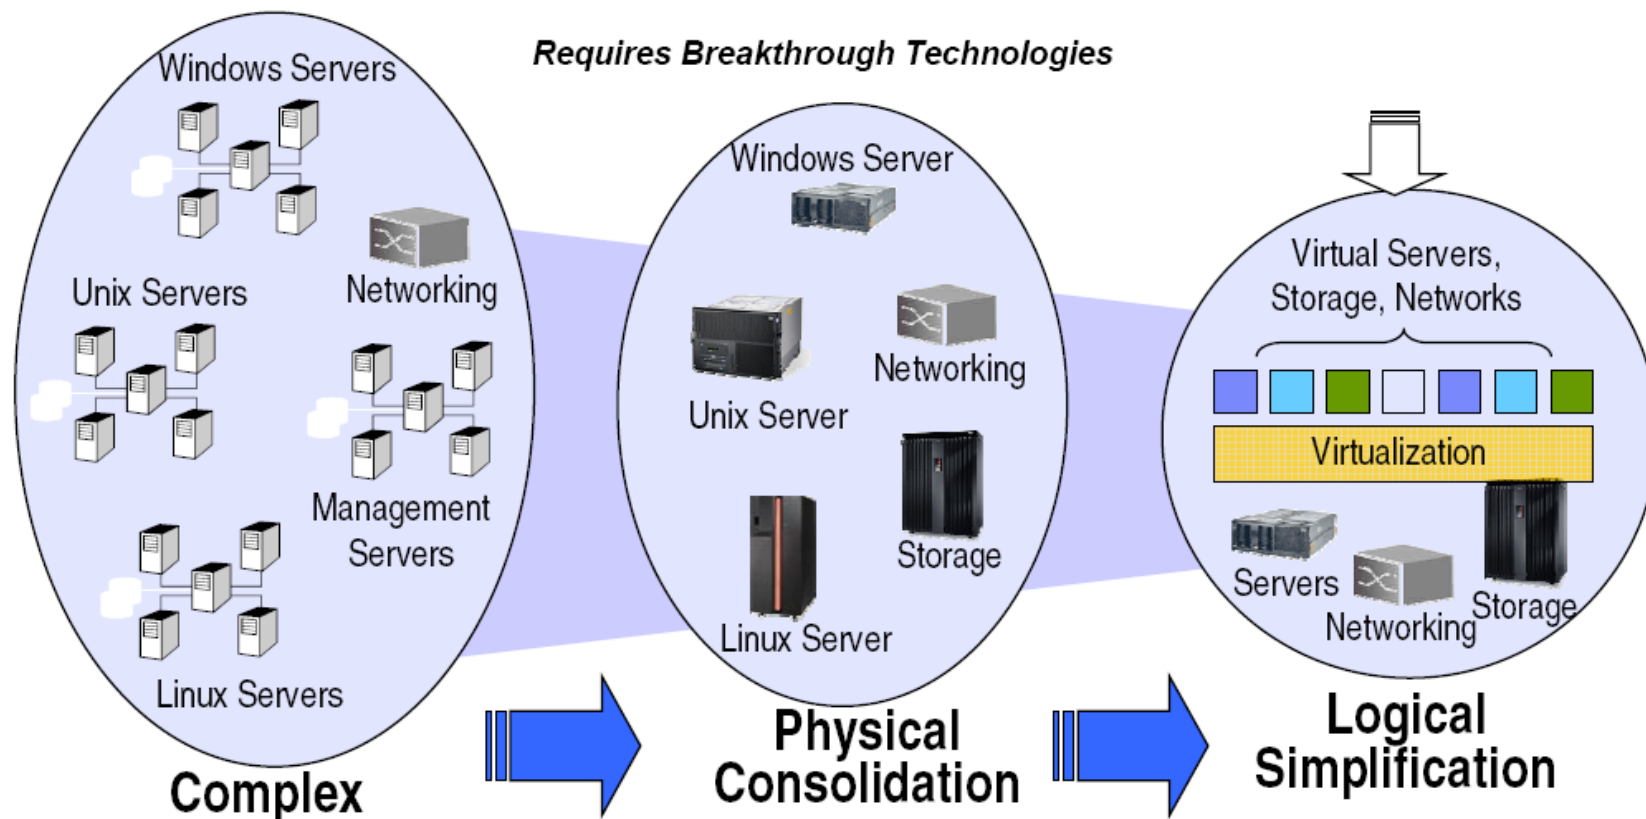 Requires Breakthrough Technologies
Windows Servers
Networking
Unix Servers
Management
Servers
Linux Servers
Complex
Windows Server
Networking
Unix Server
Storage
Linux Server
Physical
Consolidation
Virtual Servers,
Storage, Networks
Virtualization
Servers
Networking
Storage
Logical
Simplification